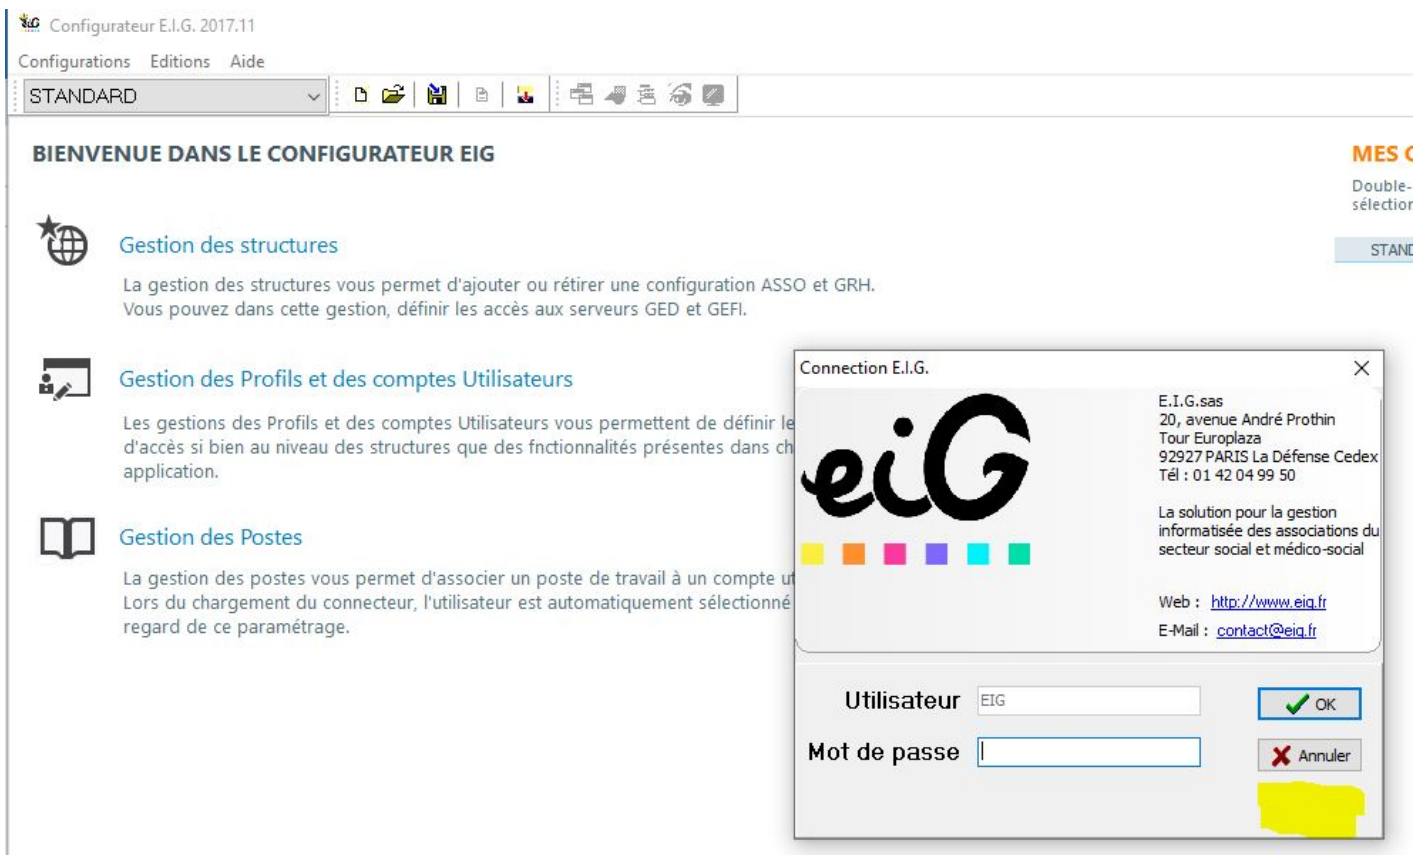 Configurateur E.I.G. 2017.11
Configurations Editions Aide
STANDARD
BIENVENUE DANS LE CONFIGURATEUR EIG
MES
Double-
sélection
STAND
Gestion des structures
La gestion des structures vous permet d'ajouter ou rétirer une configuration ASSO et GRH.
Vous pouvez dans cette gestion, définir les accès aux serveurs GED et GEFI.
Gestion des Profils et des comptes Utilisateurs
Les gestions des Profils et des comptes Utilisateurs vous permettent de définir le
d'accès si bien au niveau des structures que des fnctionnalités présentes dans ch
application.
Gestion des Postes
La gestion des postes vous permet d'associer un poste de travail à un compte ut
Lors du chargement du connecteur, l'utilisateur est automatiquement sélectionné
regard de ce paramétrage.
Connection E.I.G.
eiG
E.I.G.sas
20, avenue André Prothin
Tour Europlaza
92927 PARIS La Défense Cedex
Tél : 01 42 04 99 50
La solution pour la gestion
informatisée des associations du
secteur social et médico-social
Web : http://www.eig.fr
E-Mail : contact@eig.fr
Utilisateur EIG
OK
Mot de passe
Annuler